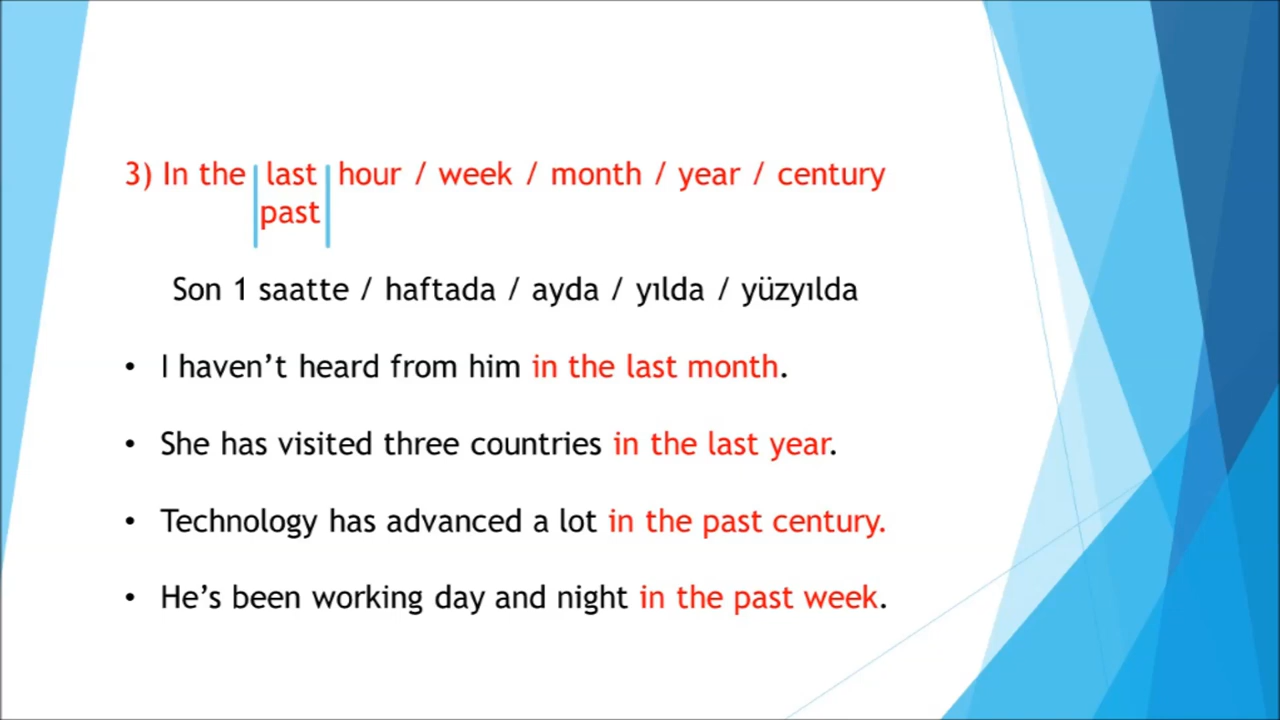 3) In the last hour / week / month / year / century
past
Son 1 saatte / haftada / ayda / yılda / yüzyılda
• I haven’t heard from him in the last month.
• She has visited three countries in the last year.
• Technology has advanced a lot in the past century.
• He’s been working day and night in the past week.